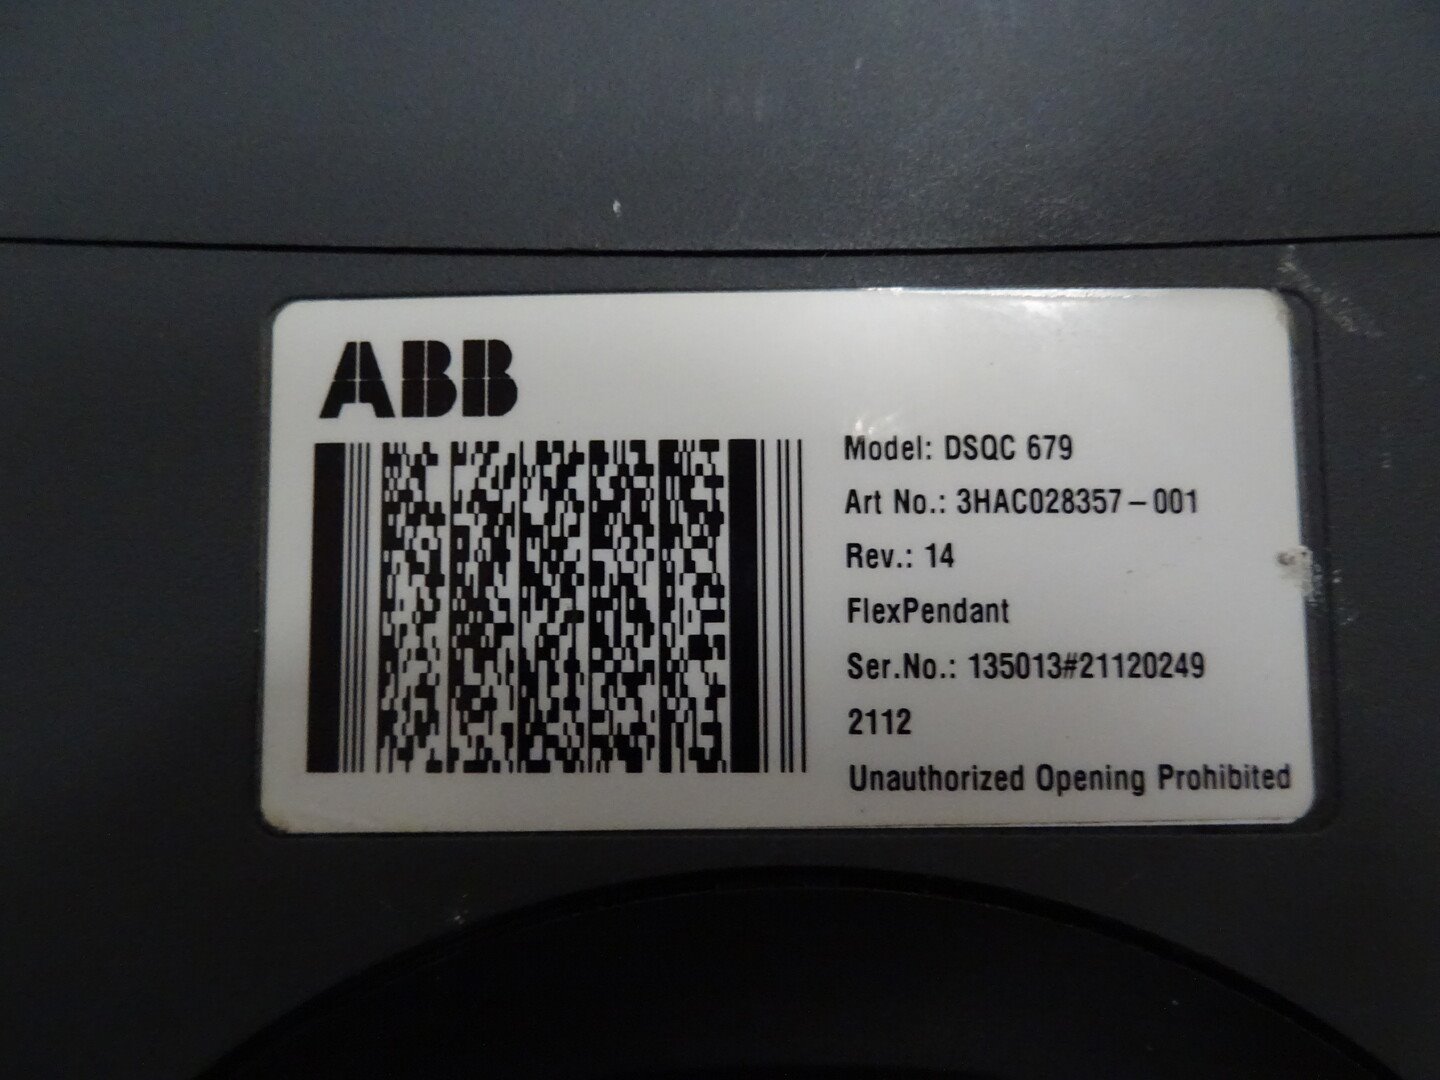 ABB
Model: DSQC 679
Art No.: 3HAC028357-001
Rev.: 14
FlexPendant
Ser.No.: 135013#21120249
2112
Unauthorized Opening Prohibited